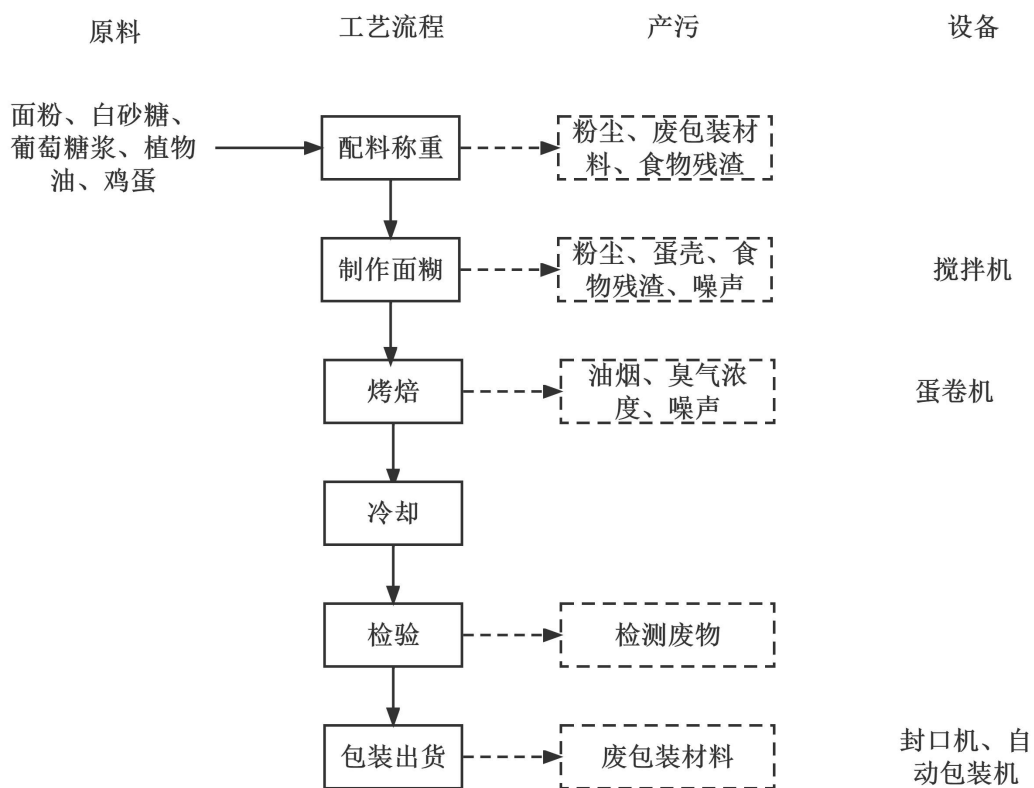 原料
工艺流程
产污
设备
面粉、白砂糖、
葡萄糖浆、植物
油、鸡蛋
配料称重
粉尘、废包装材
料、食物残渣
制作面糊
粉尘、蛋壳、食
物残渣、噪声
搅拌机
烤焙
油烟、臭气浓
度、噪声
蛋卷机
冷却
检验
检测废物
包装出货
废包装材料
封口机、自
动包装机